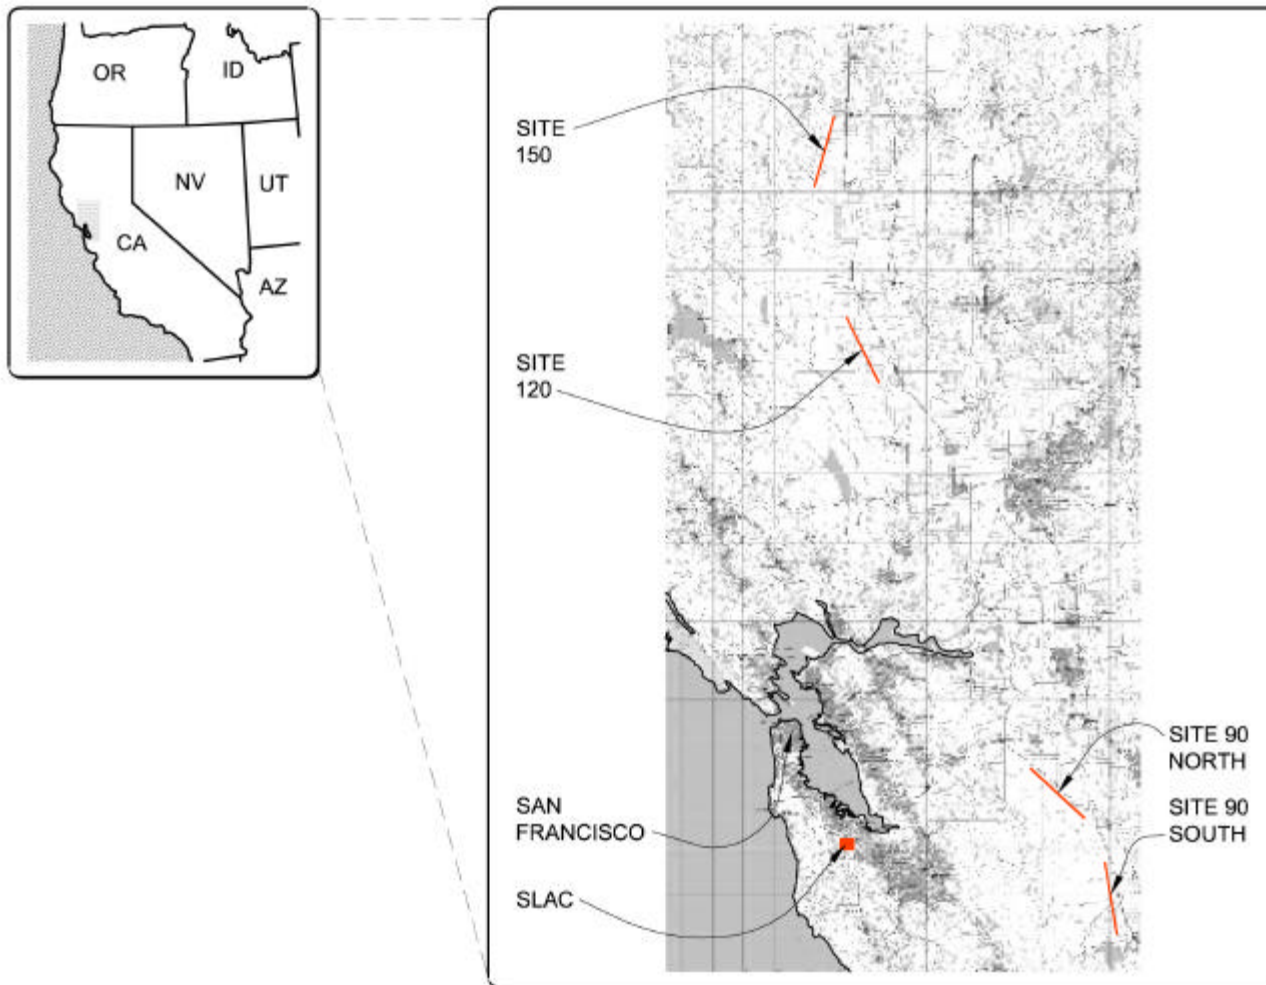 OR
ID
NV
UT
CA
AZ
SITE
150
SITE
120
SITE 90
NORTH
SITE 90
SOUTH
SAN
FRANCISCO
SLAC